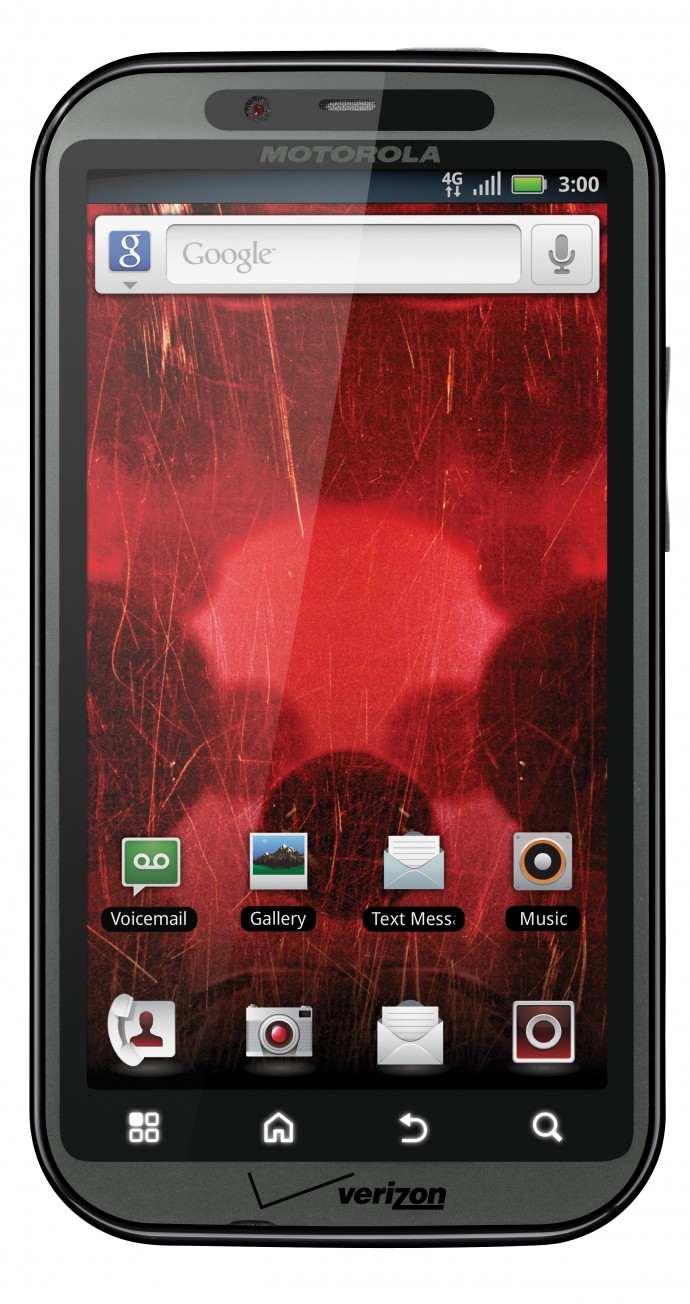 MOTOROLA
4G 3:00
g Google
Voicemail Gallery Text Mess Music
verizon